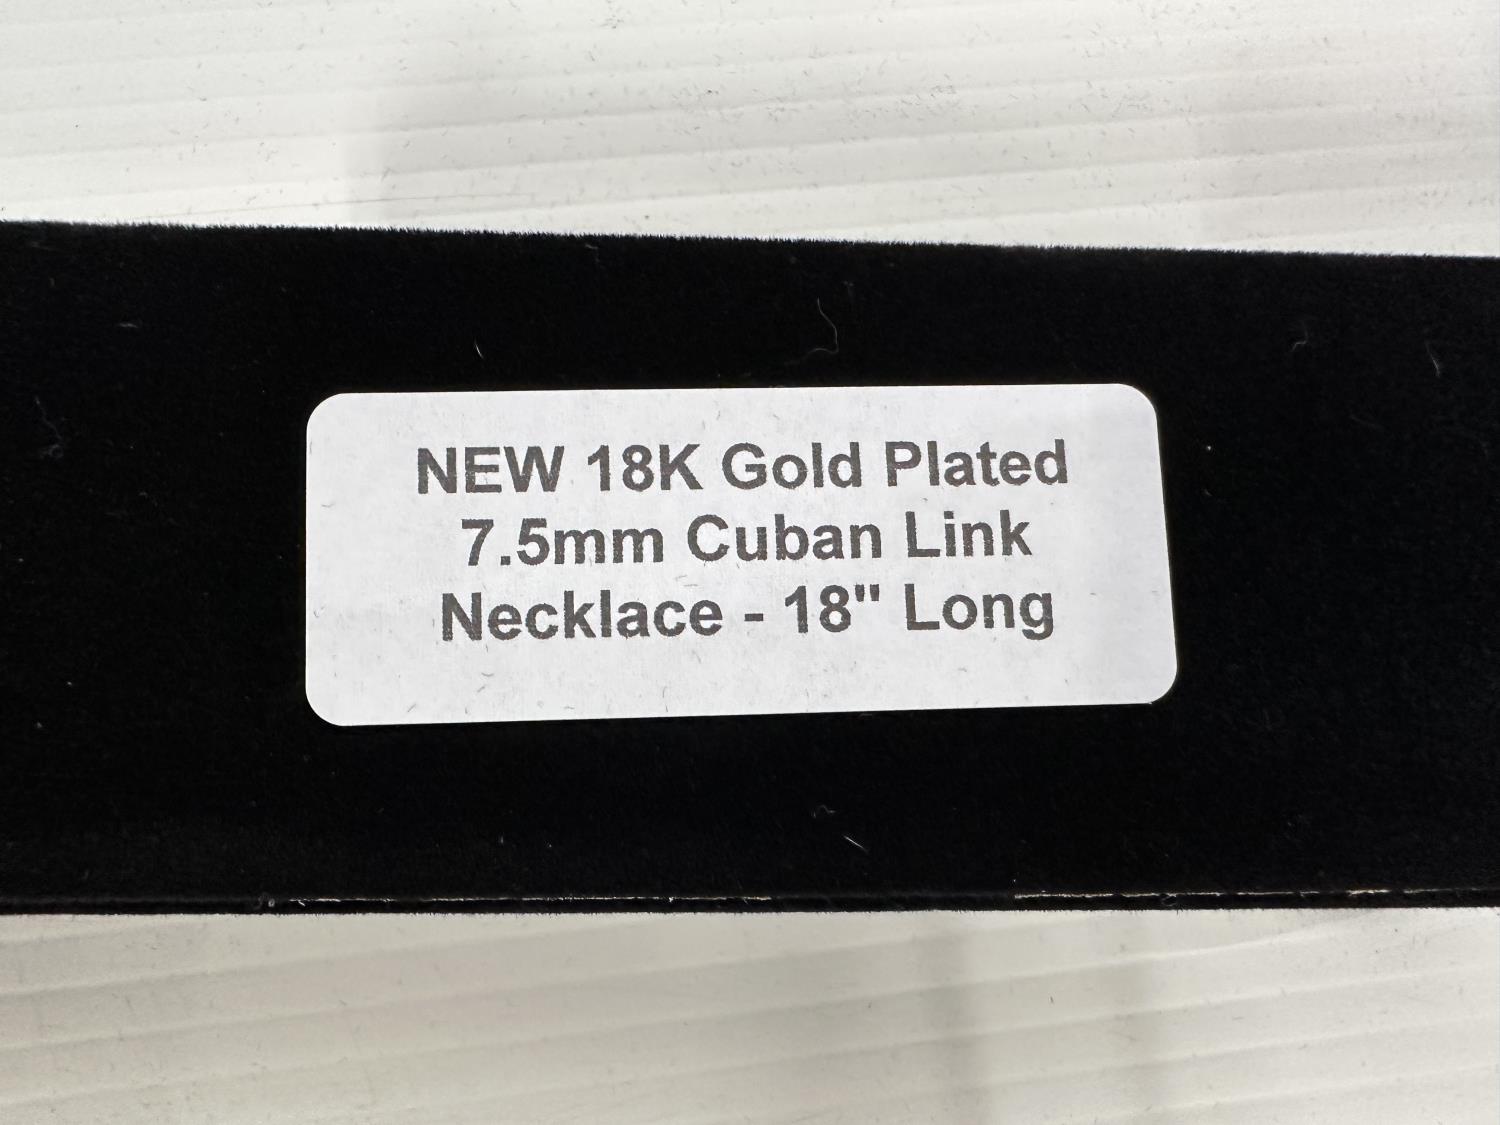 NEW 18K Gold Plated
7.5mm Cuban Link
Necklace - 18" Long